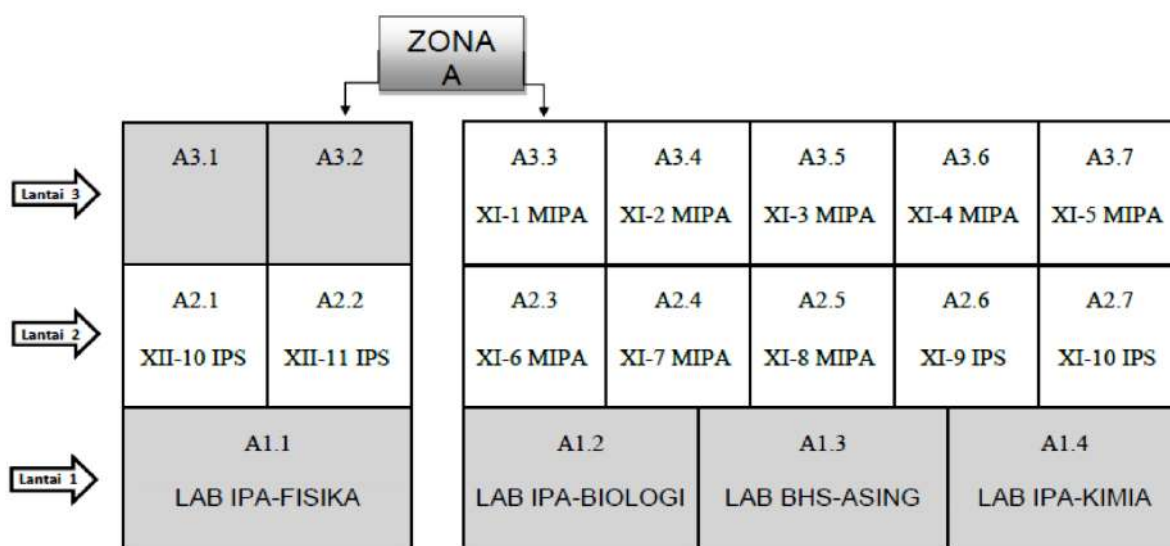 ZONA
A
Lantai 3
A3.1
A3.2
A3.3
XI-1 MIPA
A3.4
XI-2 MIPA
A3.5
XI-3 MIPA
A3.6
XI-4 MIPA
A3.7
XI-5 MIPA
Lantai 2
A2.1
XII-10 IPS
A2.2
XII-11 IPS
A2.3
XI-6 MIPA
A2.4
XI-7 MIPA
A2.5
XI-8 MIPA
A2.6
XI-9 IPS
A2.7
XI-10 IPS
Lantai 1
A1.1
LAB IPA-FISIKA
A1.2
LAB IPA-BIOLOGI
A1.3
LAB BHS-ASING
A1.4
LAB IPA-KIMIA